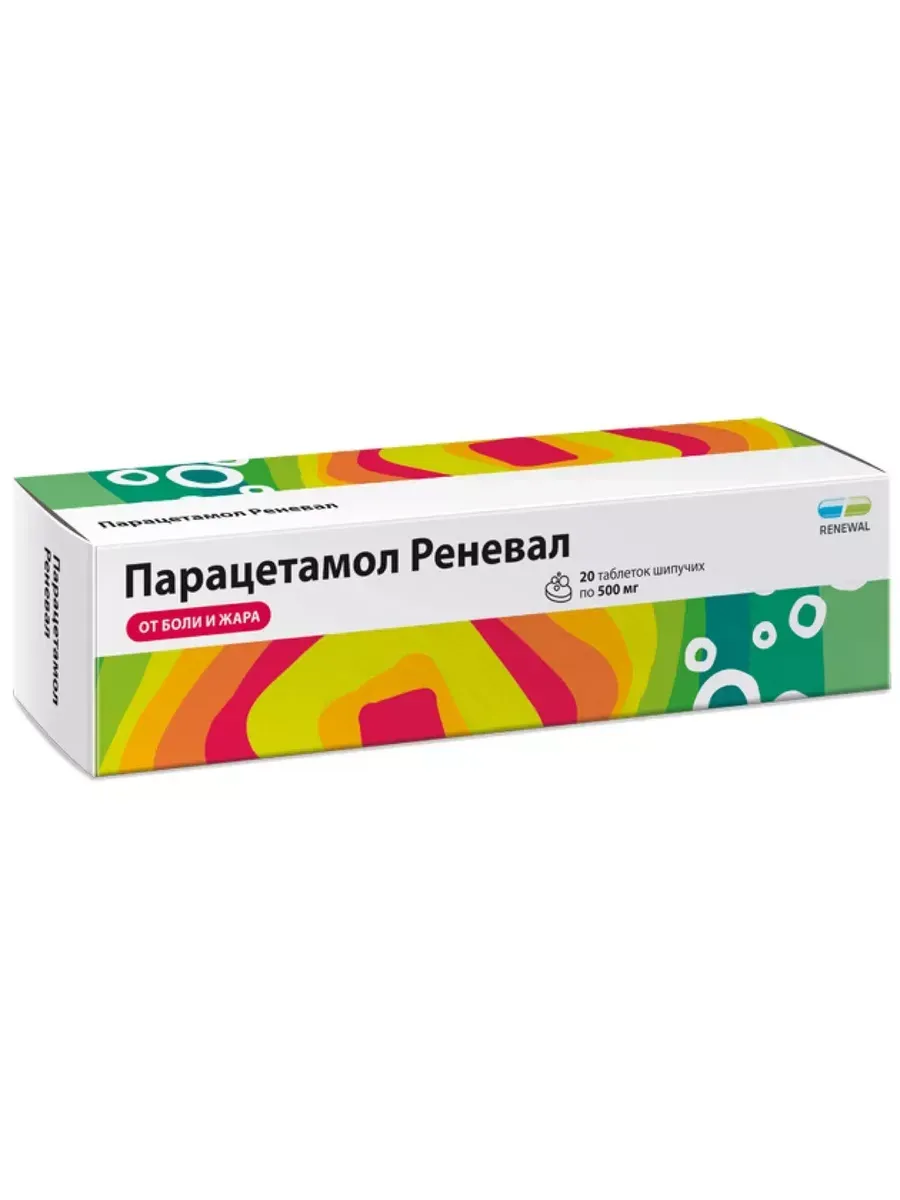 Парацетамол Реневал
RENEWAL
Парацетамол Реневал
20 таблеток шипучих
по 500 мг
ОТ БОЛИ И ЖАРА
Парацетамол
Реневал